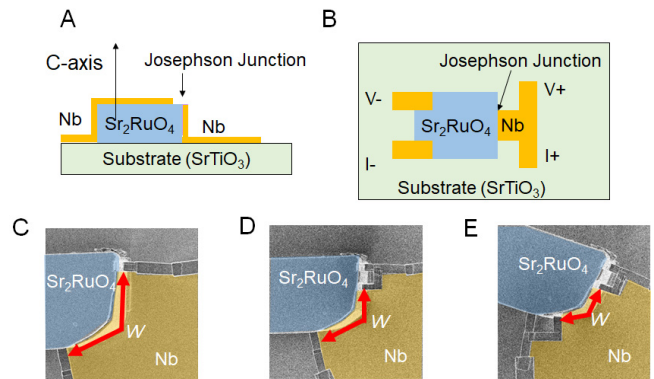 A
C-axis
Josephson Junction
Nb
Sr₂RuO₄
Nb
Substrate (SrTiO₃)
B
Josephson Junction
V-
V+
Sr₂RuO₄
Nb
I-
I+
Substrate (SrTiO₃)
C
Sr₂RuO₄
W
Nb
D
Sr₂RuO₄
W
Nb
E
Sr₂RuO₄
W
Nb